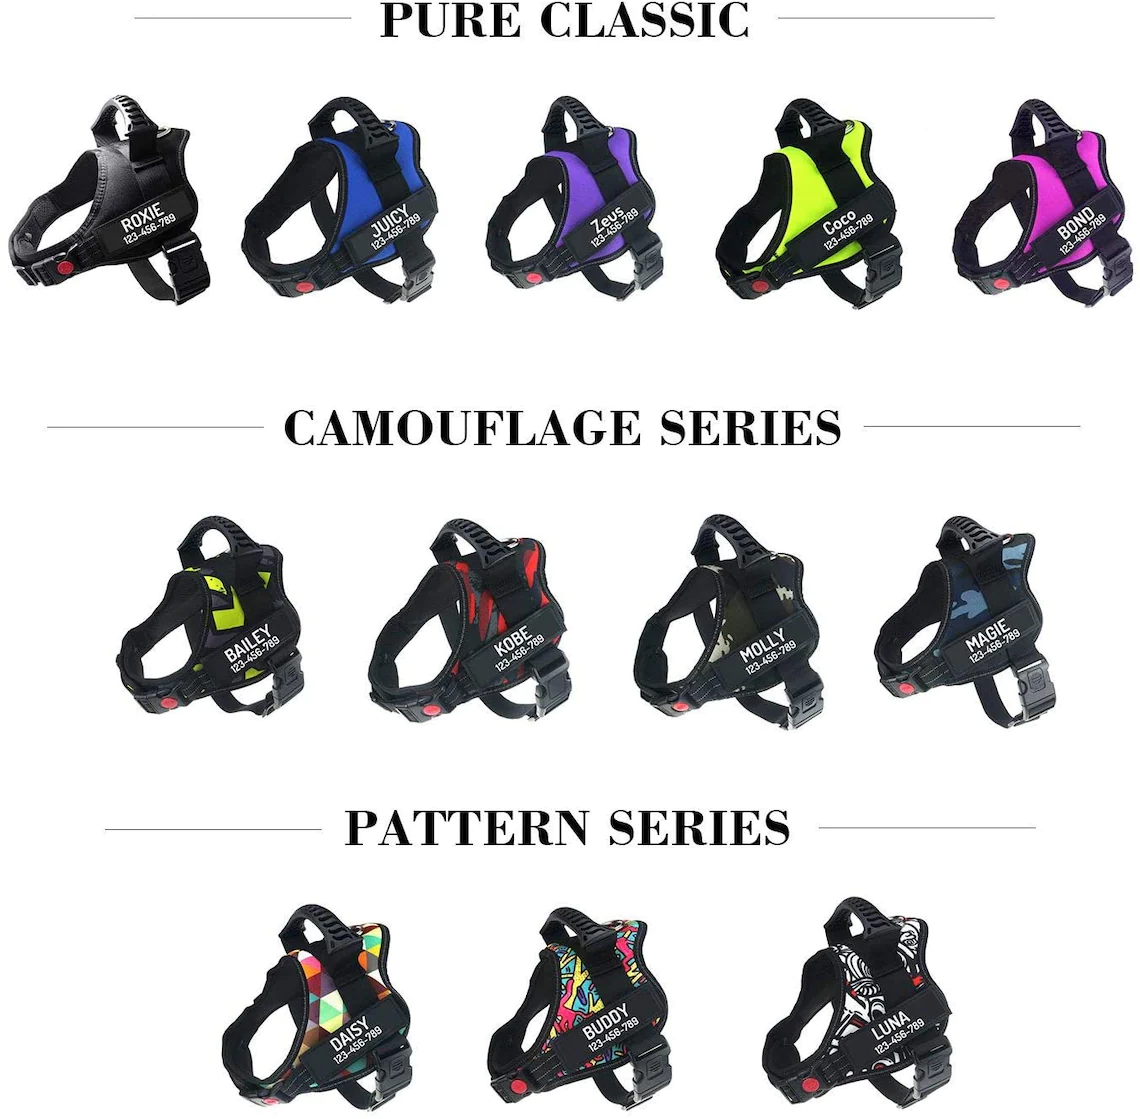 PURE CLASSIC
ROXIE
123-456-789
JUICY
123-456-789
Zeus
123-456-789
Coco
123-456-789
BOND
123-456-789
CAMOUFLAGE SERIES
BAILEY
123-456-789
KOBE
123-456-789
MOLLY
123-456-789
MAGIE
123-456-789
PATTERN SERIES
DAISY
123-456-789
BUDDY
123-456-789
LUNA
123-456-789